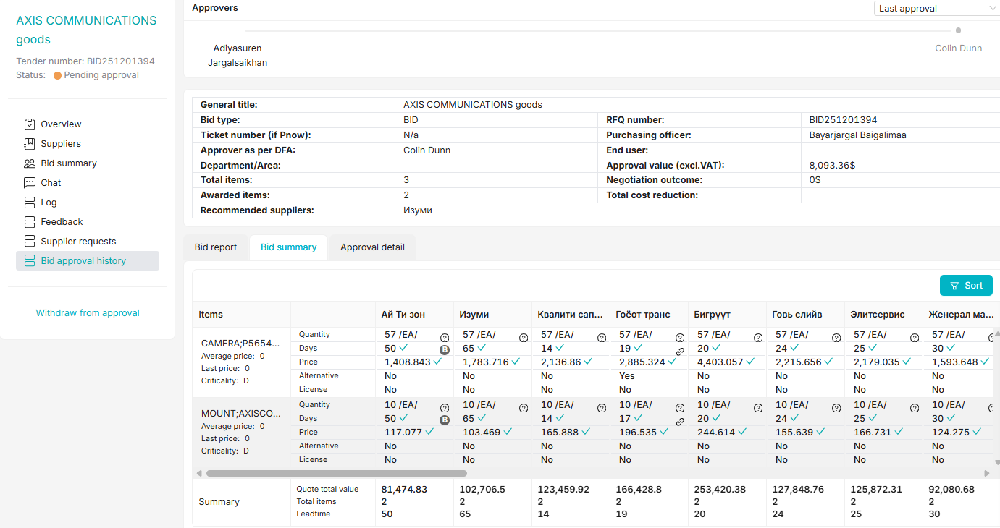 AXIS COMMUNICATIONS
goods
Tender number: BID251201394
Status: Pending approval
Overview
Suppliers
Bid summary
Chat
Log
Feedback
Supplier requests
Bid approval history
Withdraw from approval
Approvers
Last approval
Adiyasuren
Jargalsaikhan
Colin Dunn
General title: AXIS COMMUNICATIONS goods
Bid type: BID RFQ number: BID251201394
Ticket number (if Pnow): N/a Purchasing officer: Bayarjargal Baigalimaa
Approver as per DFA: Colin Dunn End user:
Department/Area: Approval value (excl.VAT): 8,093.36$
Total items: 3 Negotiation outcome: 0$
Awarded items: 2 Total cost reduction:
Recommended suppliers: Изуми
Bid report Bid summary Approval detail
Sort
Items Ай Ти зон Изуми Квалити сап... Гоёот транс Бигрүүт Говь слийв Элитсервис Женерал ма...
CAMERA;P5654...
Average price: 0
Last price: 0
Criticality: D
Quantity 57 /EA/ 57 /EA/ 57 /EA/ 57 /EA/ 57 /EA/ 57 /EA/ 57 /EA/ 57 /EA/
Days 50 B 65 14 19 20 24 25 30
Price 1,408.843 1,783.716 2,136.86 2,885.324 4,403.057 2,215.656 2,179.035 1,593.648
Alternative No No No Yes No No No No
License No No No No No No No No
MOUNT;AXISCO...
Average price: 0
Last price: 0
Criticality: D
Quantity 10 /EA/ 10 /EA/ 10 /EA/ 10 /EA/ 10 /EA/ 10 /EA/ 10 /EA/ 10 /EA/
Days 50 B 65 14 17 20 24 25 30
Price 117.077 103.469 165.888 196.535 244.614 155.639 166.731 124.275
Alternative No No No No No No No No
License No No No No No No No No
Summary
Quote total value 81,474.83 102,706.5 123,459.92 166,428.8 253,420.38 127,848.76 125,872.31 92,080.68
Total items 2 2 2 2 2 2 2 2
Leadtime 50 65 14 19 20 24 25 30